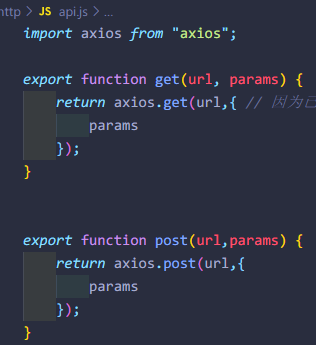 http > JS api.js > ...
import axios from "axios";
export function get(url, params) {
return axios.get(url,{ // 因为已
params
});
}
export function post(url,params) {
return axios.post(url,{
params
});
}